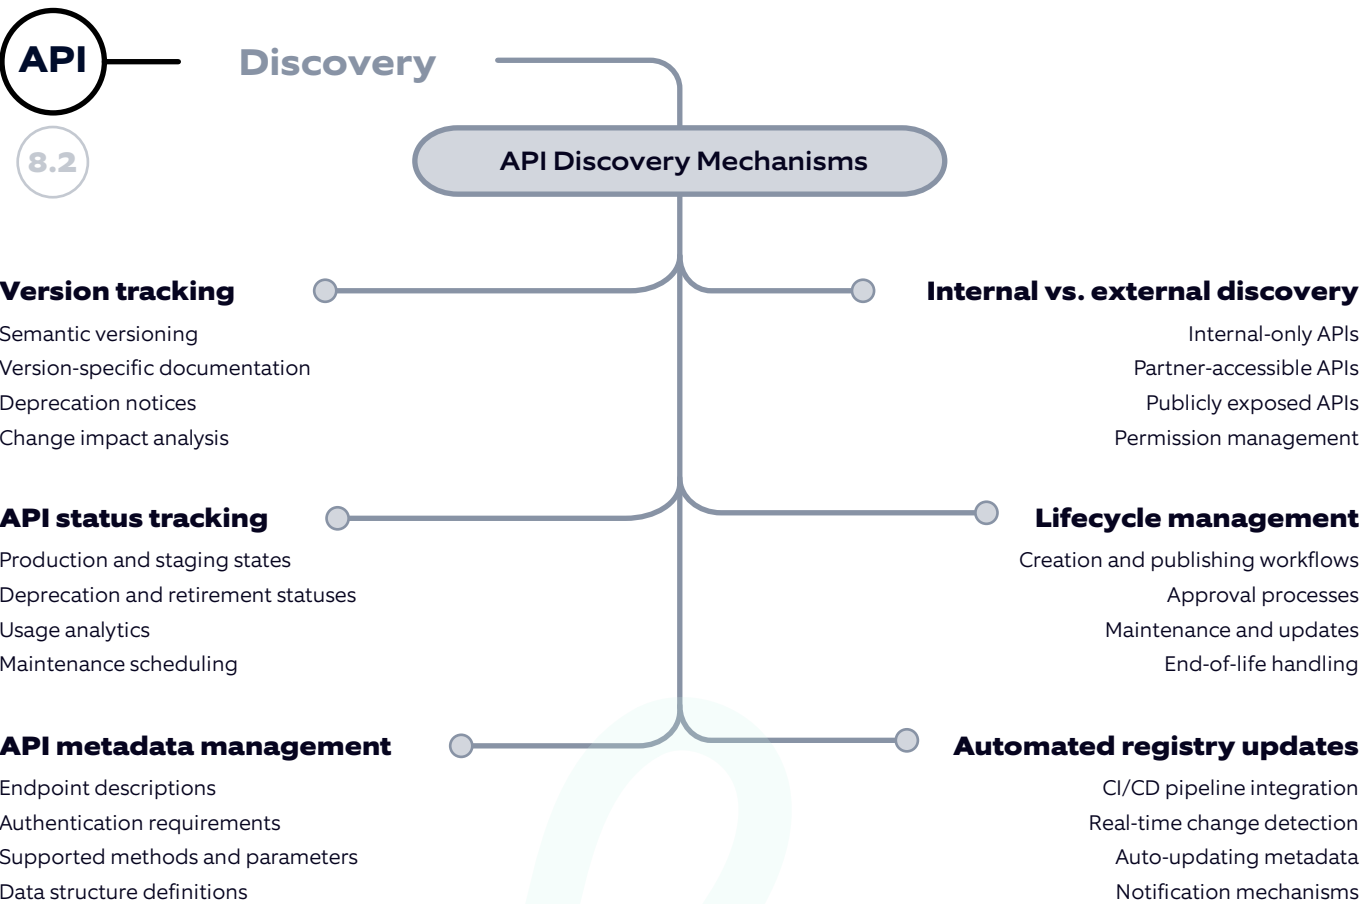 API
Discovery
8.2
API Discovery Mechanisms
Version tracking
Semantic versioning
Version-specific documentation
Deprecation notices
Change impact analysis
Internal vs. external discovery
Internal-only APIs
Partner-accessible APIs
Publicly exposed APIs
Permission management
API status tracking
Production and staging states
Deprecation and retirement statuses
Usage analytics
Maintenance scheduling
Lifecycle management
Creation and publishing workflows
Approval processes
Maintenance and updates
End-of-life handling
API metadata management
Endpoint descriptions
Authentication requirements
Supported methods and parameters
Data structure definitions
Automated registry updates
CI/CD pipeline integration
Real-time change detection
Auto-updating metadata
Notification mechanisms